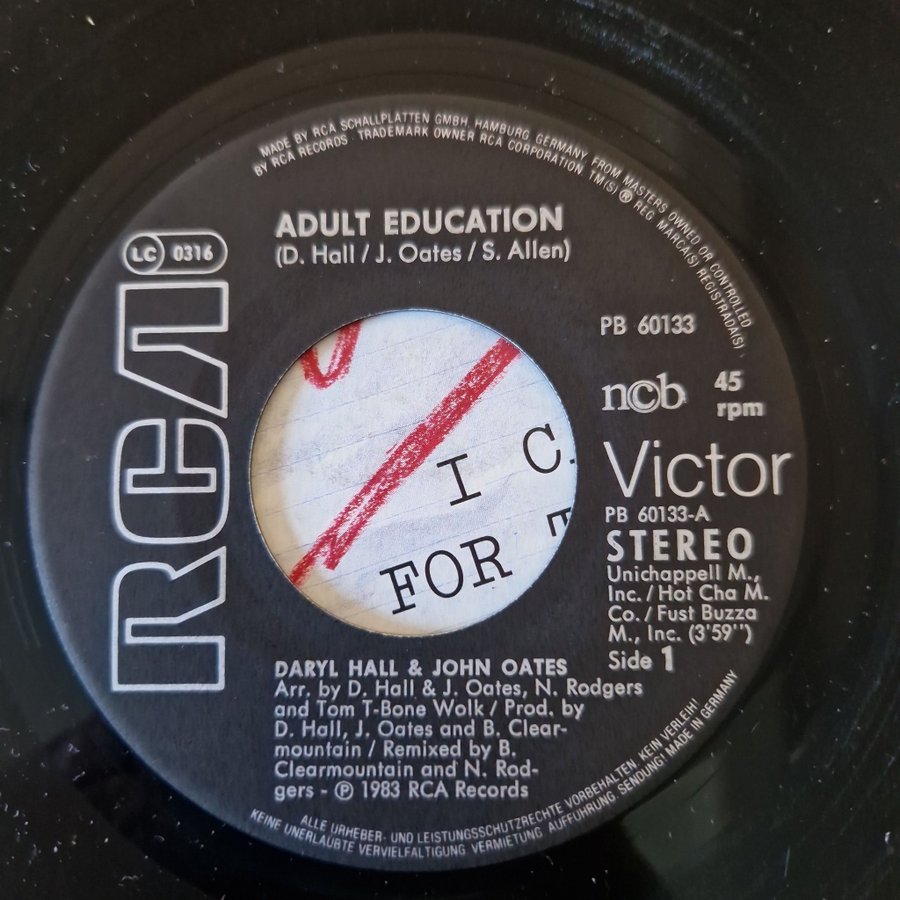 MADE BY RCA SCHALLPLATTEN GMBH, HAMBURG, GERMANY, FROM MASTERS OWNED OR CONTROLLED
BY RCA RECORDS · TRADEMARK OWNER RCA CORPORATION TM(S) ® REG. MARCA(S) REGISTRADA(S) ·
ADULT EDUCATION
(D. Hall / J. Oates / S. Allen)
LC 0316
RCA
PB 60133
n©b 45
rpm
Victor
PB 60133-A
STEREO
Unichappell M.,
Inc. / Hot Cha M.
Co. / Fust Buzza
M., Inc. (3'59'')
Side 1
I C
FOR
DARYL HALL & JOHN OATES
Arr. by D. Hall & J. Oates, N. Rodgers
and Tom T-Bone Wolk / Prod. by
D. Hall, J. Oates and B. Clear-
mountain / Remixed by B.
Clearmountain and N. Rod-
gers - ℗ 1983 RCA Records
ALLE URHEBER- UND LEISTUNGSSCHUTZRECHTE VORBEHALTEN. KEIN VERLEIH!
KEINE UNERLAUBTE VERVIELFÄLTIGUNG, VERMIETUNG, AUFFÜHRUNG, SENDUNG! MADE IN GERMANY